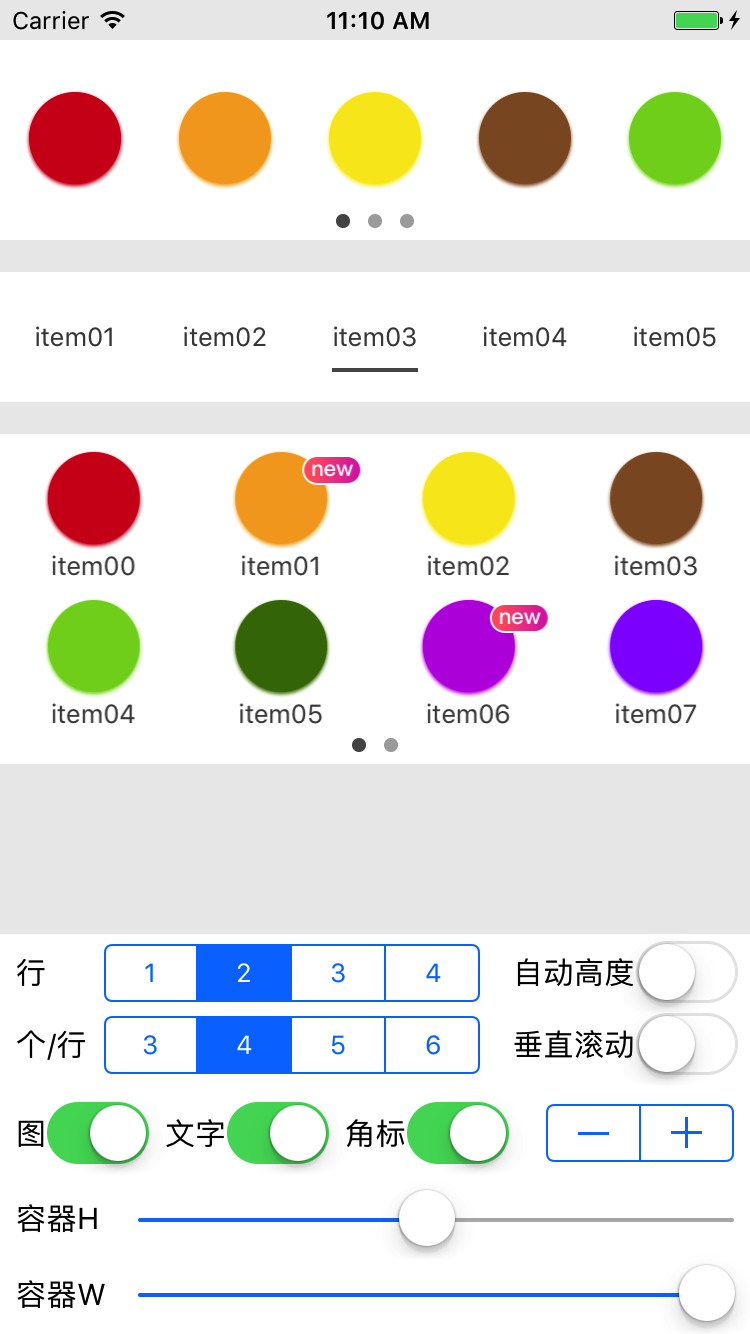 Carrier 11:10 AM
item01 item02 item03 item04 item05
new
item00 item01 item02 item03
new
item04 item05 item06 item07
行 1 2 3 4 自动高度
个/行 3 4 5 6 垂直滚动
图 文字 角标 — +
容器H
容器W